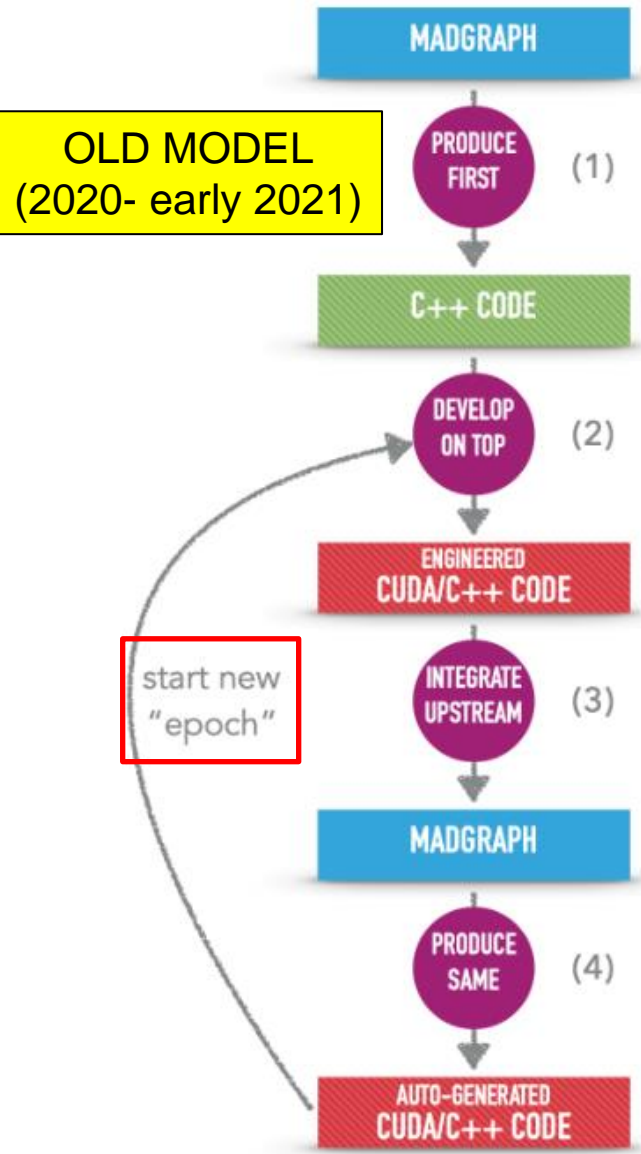 MADGRAPH
OLD MODEL
(2020- early 2021)
PRODUCE
FIRST
(1)
C++ CODE
DEVELOP
ON TOP
(2)
ENGINEERED
CUDA/C++ CODE
start new
"epoch"
INTEGRATE
UPSTREAM
(3)
MADGRAPH
PRODUCE
SAME
(4)
AUTO-GENERATED
CUDA/C++ CODE